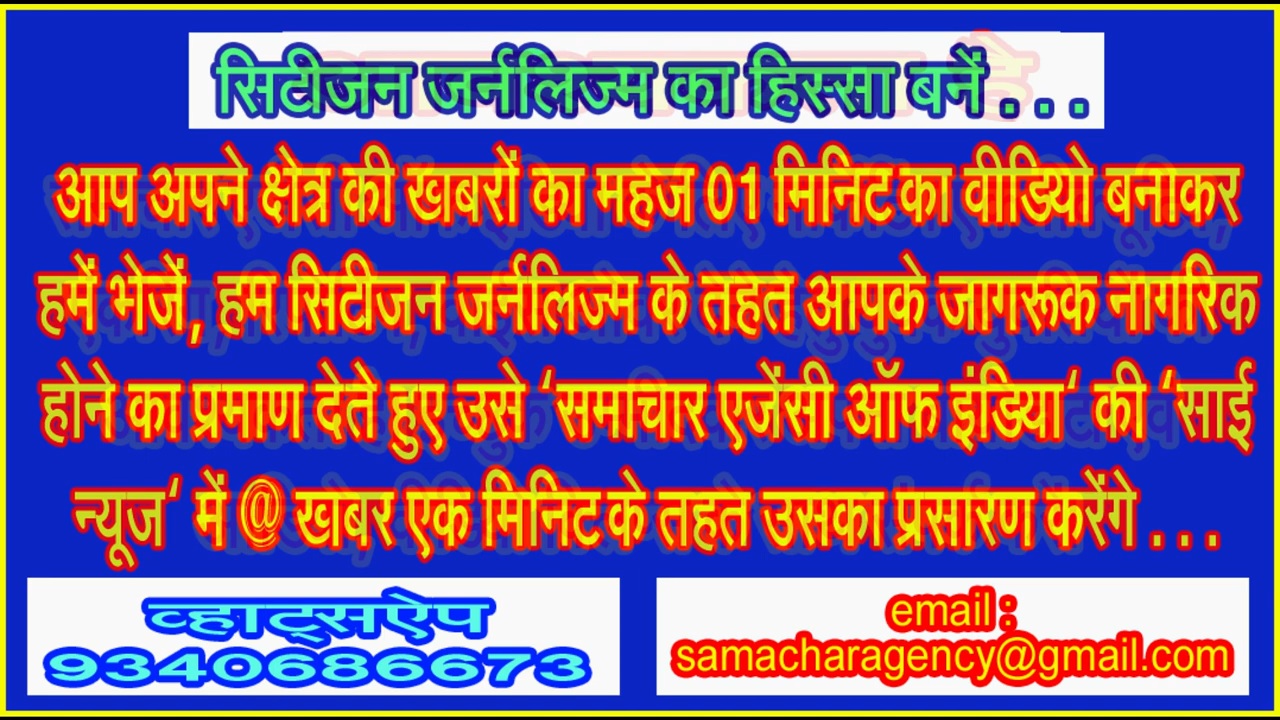 सिटीजन जर्नलिज्म का हिस्सा बनें . . .
आप अपने क्षेत्र की खबरों का महज 01 मिनिट का वीडियो बनाकर
हमें भेजें, हम सिटीजन जर्नलिज्म के तहत आपके जागरूक नागरिक
होने का प्रमाण देते हुए उसे ‘समाचार एजेंसी ऑफ इंडिया‘ की ‘साई
न्यूज‘ में @ खबर एक मिनिट के तहत उसका प्रसारण करेंगे . . .
व्हाट्सऐप
9340686673
email :
samacharagency@gmail.com